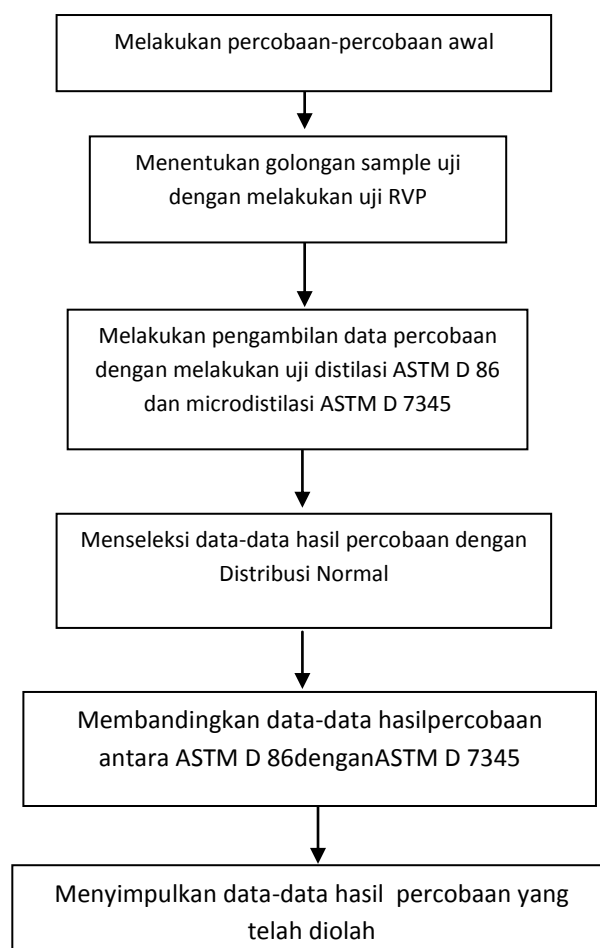 Melakukan percobaan-percobaan awal
Menentukan golongan sample uji
dengan melakukan uji RVP
Melakukan pengambilan data percobaan
dengan melakukan uji distilasi ASTM D 86
dan microdistilasi ASTM D 7345
Menseleksi data-data hasil percobaan dengan
Distribusi Normal
Membandingkan data-data hasilpercobaan
antara ASTM D 86denganASTM D 7345
Menyimpulkan data-data hasil percobaan yang
telah diolah